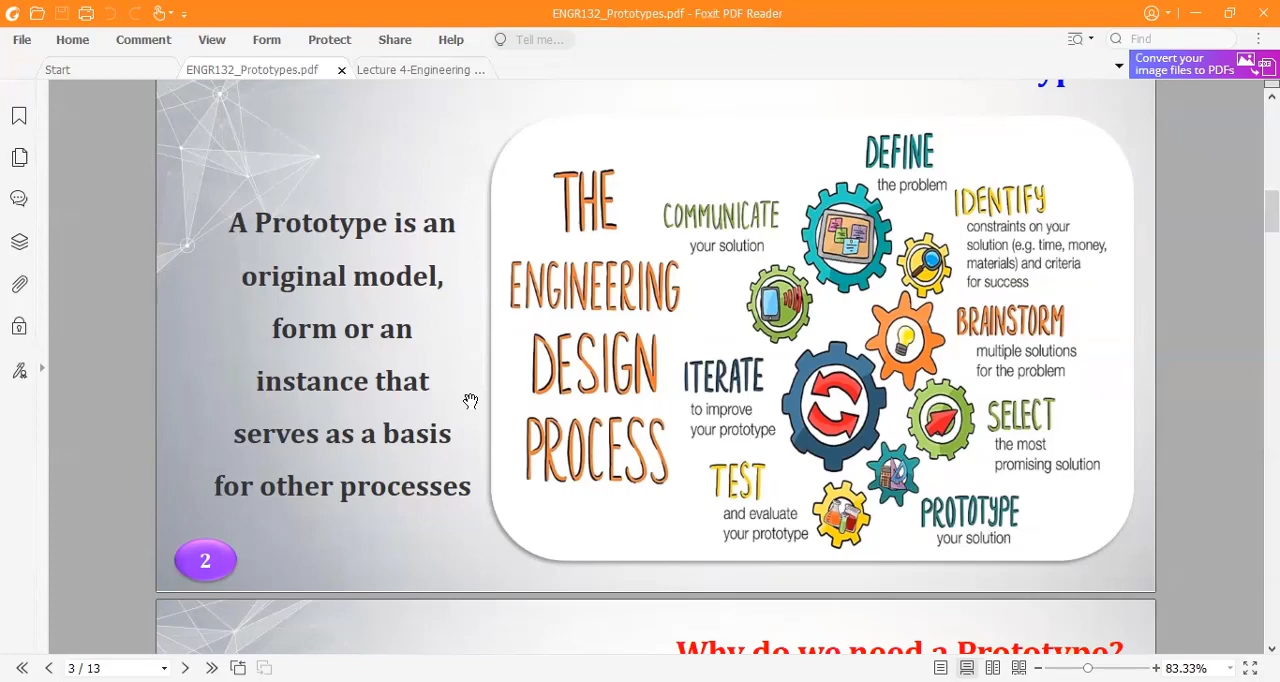 ENGR132_Prototypes.pdf - Foxit PDF Reader
File Home Comment View Form Protect Share Help Tell me... Find
Start ENGR132_Prototypes.pdf Lecture 4-Engineering ... Convert your
image files to PDFs
A Prototype is an
original model,
form or an
instance that
serves as a basis
for other processes
2
THE
ENGINEERING
DESIGN
PROCESS
DEFINE
the problem
IDENTIFY
constraints on your
solution (e.g. time, money,
materials) and criteria
for success
BRAINSTORM
multiple solutions
for the problem
SELECT
the most
promising solution
PROTOTYPE
your solution
TEST
and evaluate
your prototype
ITERATE
to improve
your prototype
COMMUNICATE
your solution
Why do we need a Prototype?
3 / 13 83.33%